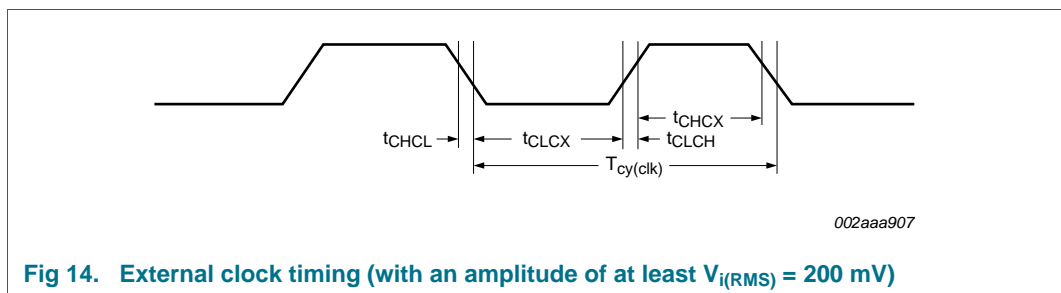 tCHCX
tCHCL tCLCX tCLCH
Tcy(clk)
002aaa907
Fig 14. External clock timing (with an amplitude of at least Vi(RMS) = 200 mV)